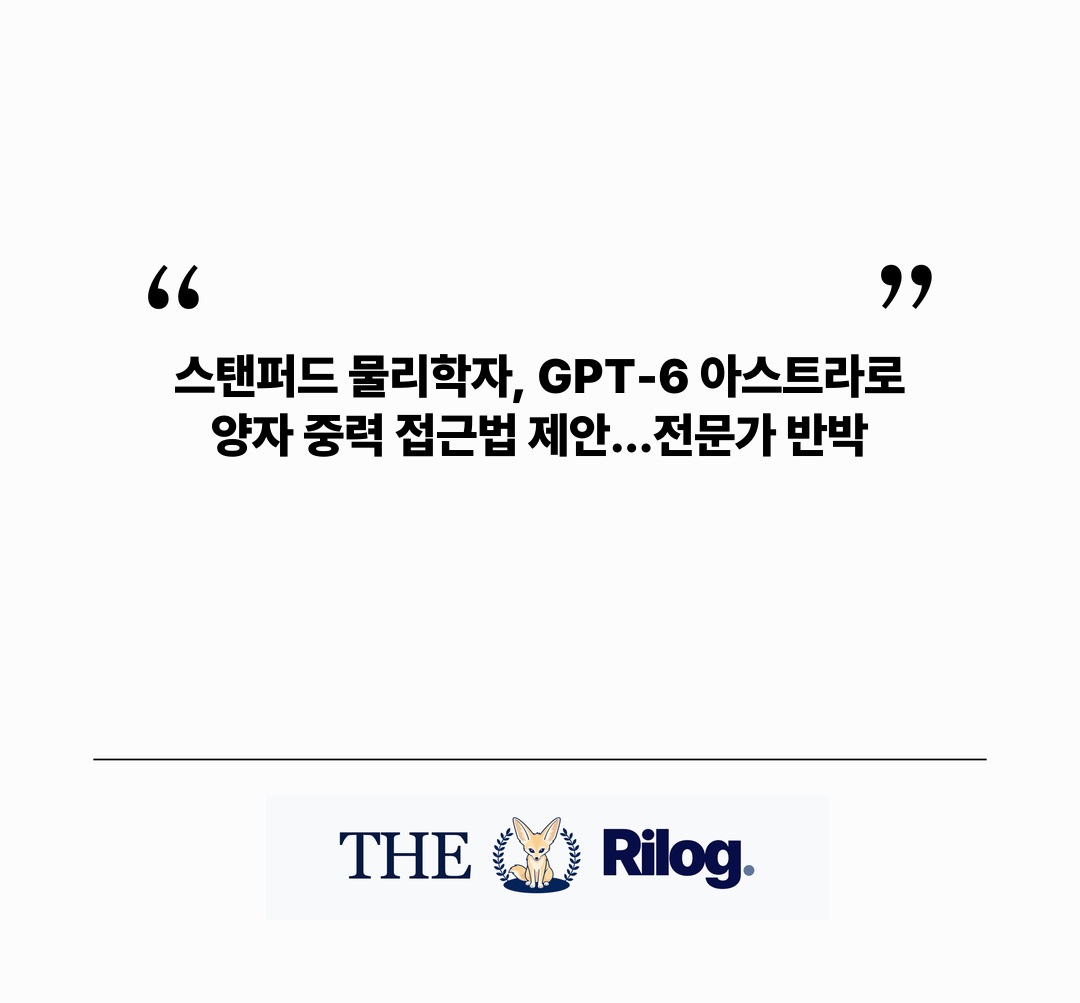 “ ”
스탠퍼드 물리학자, GPT-6 아스트라로
양자 중력 접근법 제안...전문가 반박
THE Rilog.